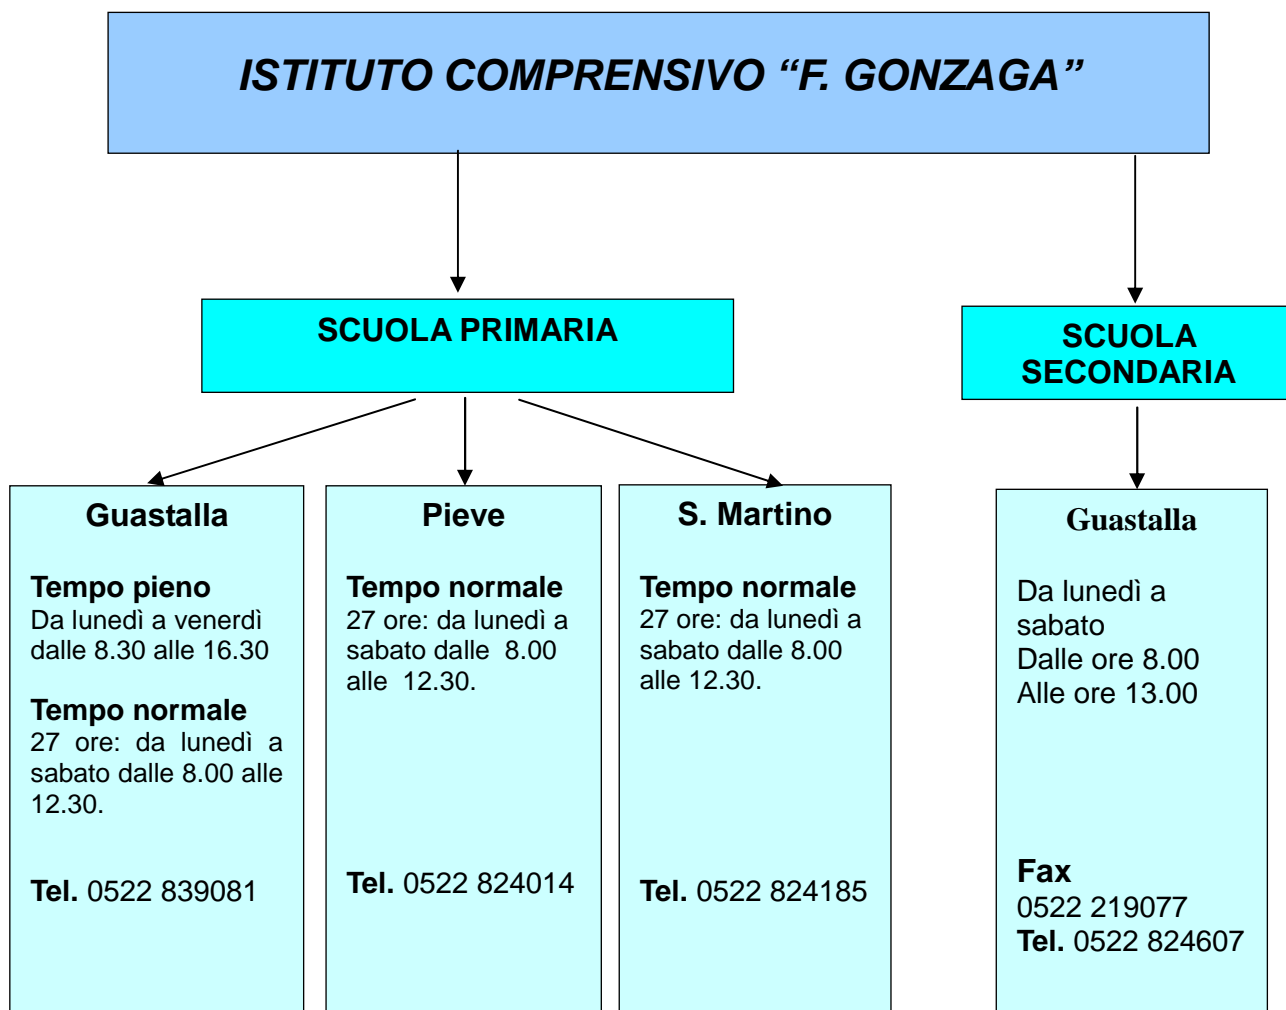 ISTITUTO COMPRENSIVO “F. GONZAGA”
SCUOLA PRIMARIA
SCUOLA
SECONDARIA
Guastalla
Tempo pieno
Da lunedì a venerdì
dalle 8.30 alle 16.30
Tempo normale
27 ore: da lunedì a
sabato dalle 8.00 alle
12.30.
Tel. 0522 839081
Pieve
Tempo normale
27 ore: da lunedì a
sabato dalle 8.00
alle 12.30.
Tel. 0522 824014
S. Martino
Tempo normale
27 ore: da lunedì a
sabato dalle 8.00
alle 12.30.
Tel. 0522 824185
Guastalla
Da lunedì a
sabato
Dalle ore 8.00
Alle ore 13.00
Fax
0522 219077
Tel. 0522 824607